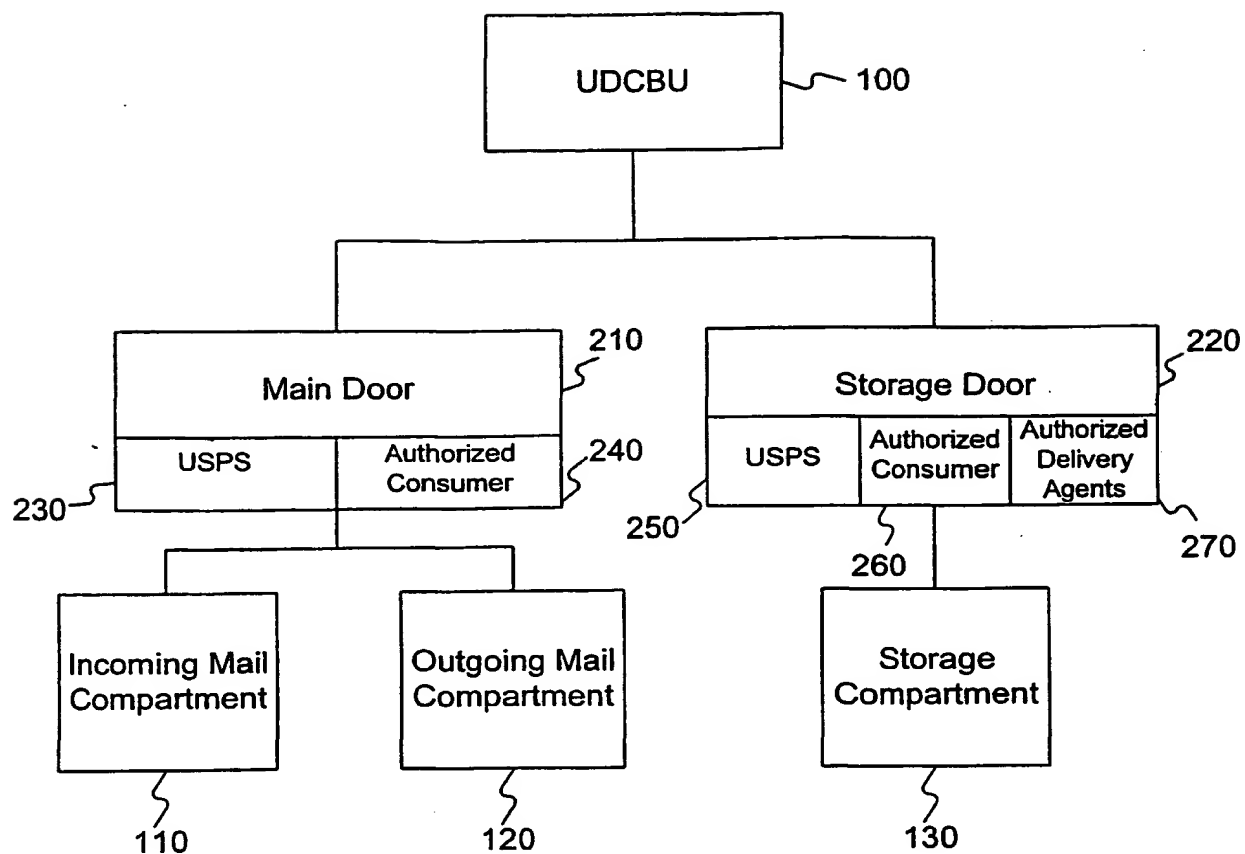 UDCBU
100
Main Door
210
Storage Door
220
USPS
Authorized
Consumer
230
240
USPS
Authorized
Consumer
Authorized
Delivery
Agents
250
260
270
Incoming Mail
Compartment
Outgoing Mail
Compartment
Storage
Compartment
110
120
130